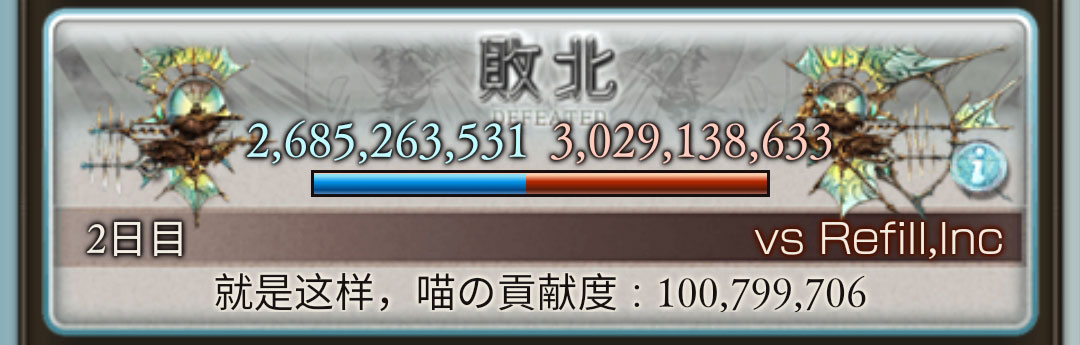 敗北
DEFEATED
2,685,263,531 3,029,138,633
2日目 vs Refill,Inc
就是这样，喵の貢献度：100,799,706